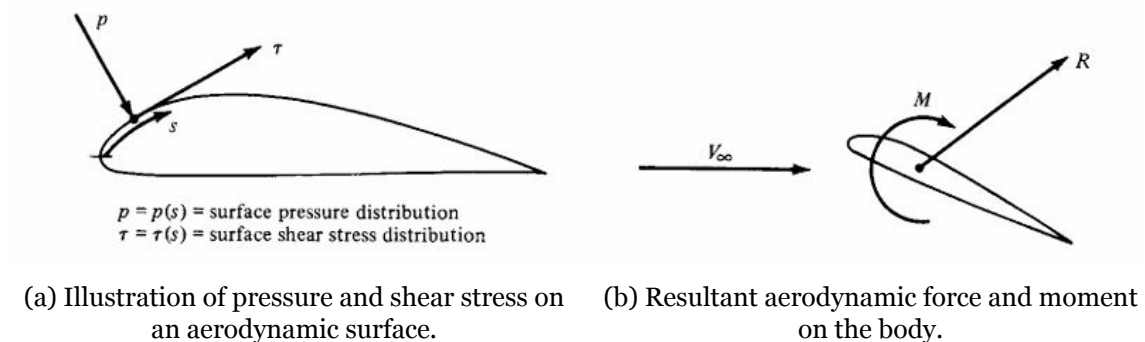 p
τ
s
p = p(s) = surface pressure distribution
τ = τ(s) = surface shear stress distribution
V∞
M
R
(a) Illustration of pressure and shear stress on
an aerodynamic surface.
(b) Resultant aerodynamic force and moment
on the body.